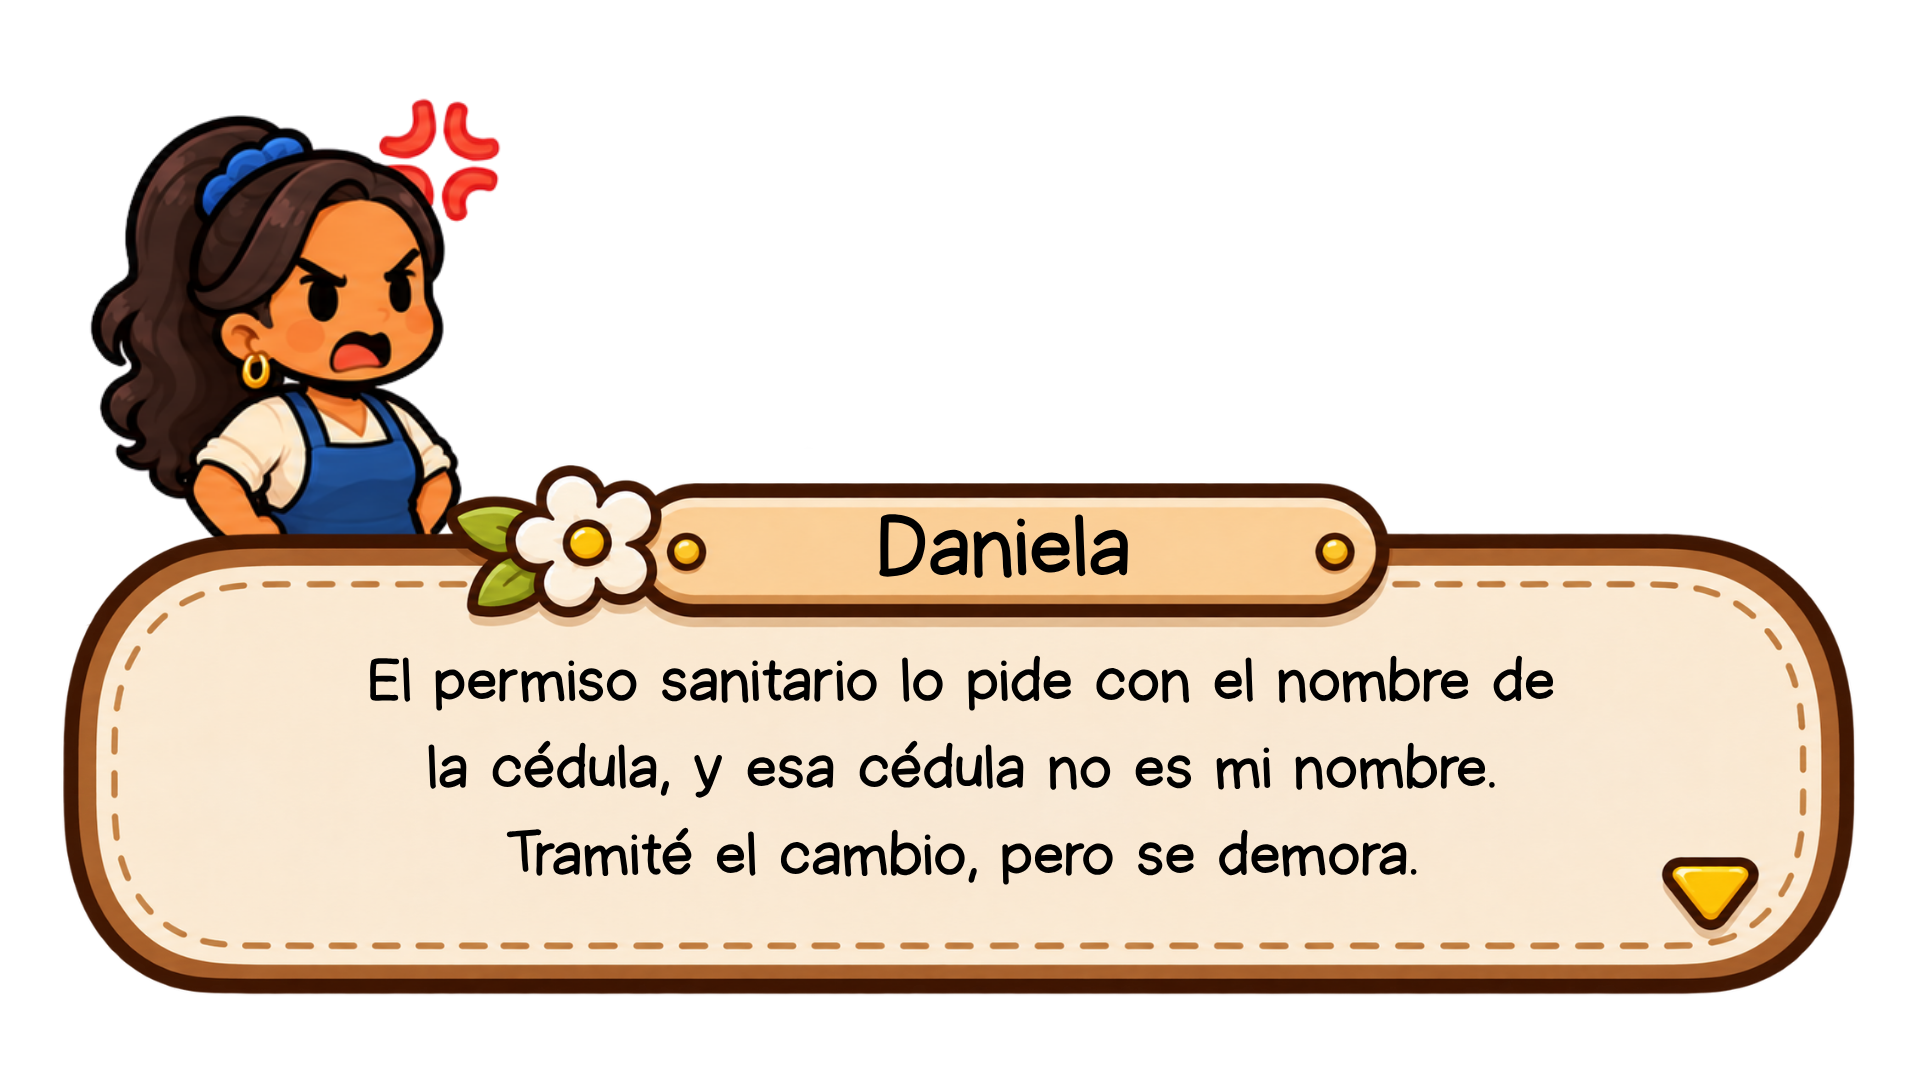 Daniela
El permiso sanitario lo pide con el nombre de
la cédula, y esa cédula no es mi nombre.
Tramité el cambio, pero se demora.